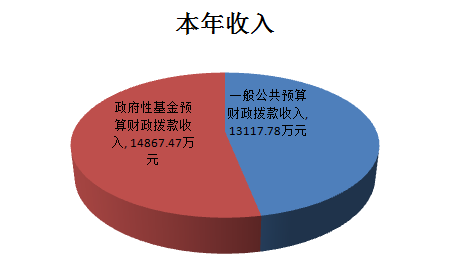 本年收入
政府性基金预
算财政拨款收
入, 14867.47万
元
一般公共预算
财政拨款收入,
13117.78万元